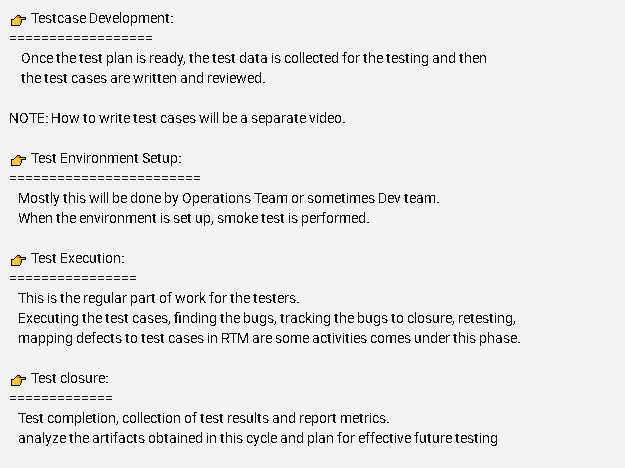 👉 Testcase Development:
==================
Once the test plan is ready, the test data is collected for the testing and then
the test cases are written and reviewed.
NOTE: How to write test cases will be a separate video.
👉 Test Environment Setup:
========================
Mostly this will be done by Operations Team or sometimes Dev team.
When the environment is set up, smoke test is performed.
👉 Test Execution:
================
This is the regular part of work for the testers.
Executing the test cases, finding the bugs, tracking the bugs to closure, retesting,
mapping defects to test cases in RTM are some activities comes under this phase.
👉 Test closure:
=============
Test completion, collection of test results and report metrics.
analyze the artifacts obtained in this cycle and plan for effective future testing